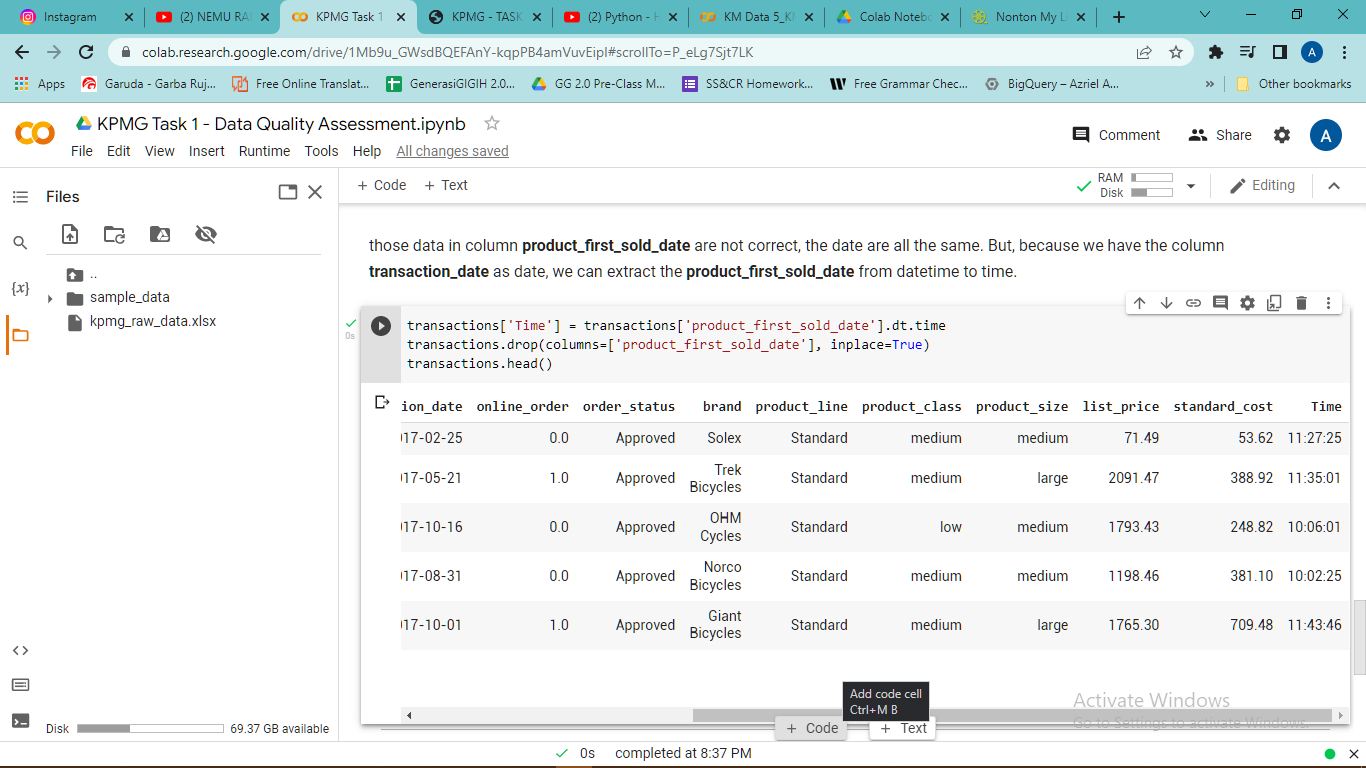 Instagram
(2) NEMU RA
KPMG Task 1
KPMG - TASK
(2) Python - H
KM Data 5_K
Colab Noteb
Nonton My Li
colab.research.google.com/drive/1Mb9u_GWsdBQEFAnY-kqpPB4amVuvEipI#scrollTo=P_eLg7Sjt7LK
A
Apps
Garuda - Garba Ruj...
Free Online Translat...
GenerasiGIGIH 2.0...
GG 2.0 Pre-Class M...
SS&CR Homework...
Free Grammar Chec...
BigQuery – Azriel A...
»
Other bookmarks
KPMG Task 1 - Data Quality Assessment.ipynb
File Edit View Insert Runtime Tools Help All changes saved
Comment
Share
A
Files
+ Code + Text
RAM
Disk
Editing
..
sample_data
kpmg_raw_data.xlsx
{x}
those data in column product_first_sold_date are not correct, the date are all the same. But, because we have the column
transaction_date as date, we can extract the product_first_sold_date from datetime to time.
0s
transactions['Time'] = transactions['product_first_sold_date'].dt.time
transactions.drop(columns=['product_first_sold_date'], inplace=True)
transactions.head()
ion_date online_order order_status brand product_line product_class product_size list_price standard_cost Time
17-02-25 0.0 Approved Solex Standard medium medium 71.49 53.62 11:27:25
17-05-21 1.0 Approved Trek Bicycles Standard medium large 2091.47 388.92 11:35:01
17-10-16 0.0 Approved OHM Cycles Standard low medium 1793.43 248.82 10:06:01
17-08-31 0.0 Approved Norco Bicycles Standard medium medium 1198.46 381.10 10:02:25
17-10-01 1.0 Approved Giant Bicycles Standard medium large 1765.30 709.48 11:43:46
Add code cell
Ctrl+M B
+ Code
+ Text
Activate Windows
Go to Settings to activate Windows.
Disk
69.37 GB available
0s completed at 8:37 PM